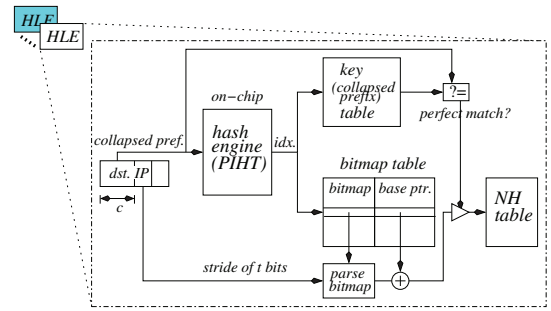 HLE
HLE
on−chip
key
(collapsed
prefix)
table
?=
perfect match?
collapsed pref.
hash
engine
(PIHT)
idx.
dst. IP
c
bitmap table
bitmap base ptr.
NH
table
stride of t bits
parse
bitmap
+